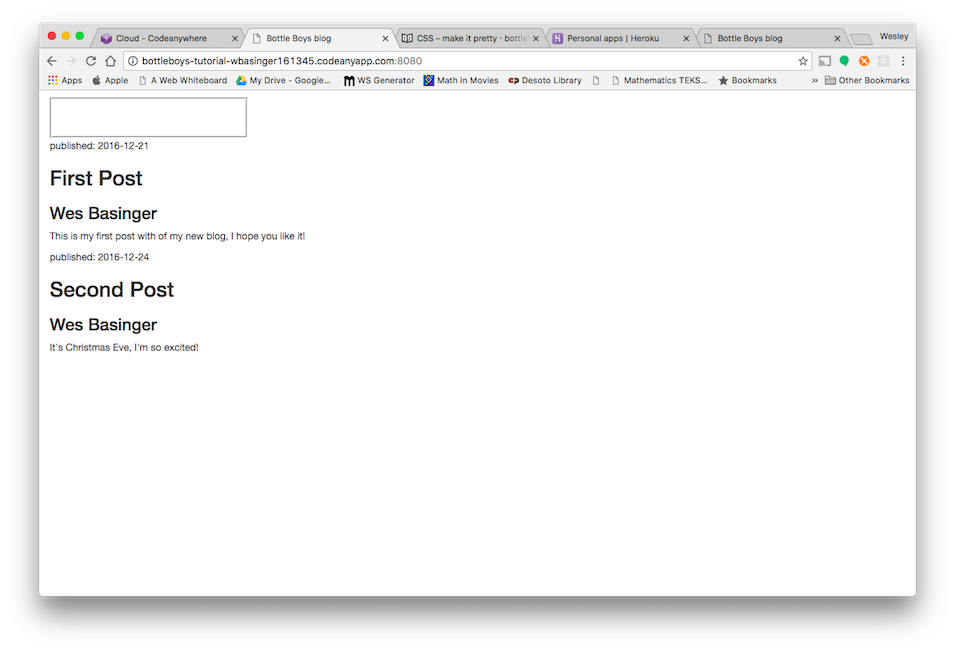 Cloud - Codeanywhere
Bottle Boys blog
CSS – make it pretty · bottle-
Personal apps | Heroku
Bottle Boys blog
Wesley
bottleboys-tutorial-wbasinger161345.codeanyapp.com:8080
Apps
Apple
A Web Whiteboard
My Drive - Google...
WS Generator
Math in Movies
Desoto Library
Mathematics TEKS...
Bookmarks
»
Other Bookmarks
published: 2016-12-21
First Post
Wes Basinger
This is my first post with of my new blog, I hope you like it!
published: 2016-12-24
Second Post
Wes Basinger
It's Christmas Eve, I'm so excited!